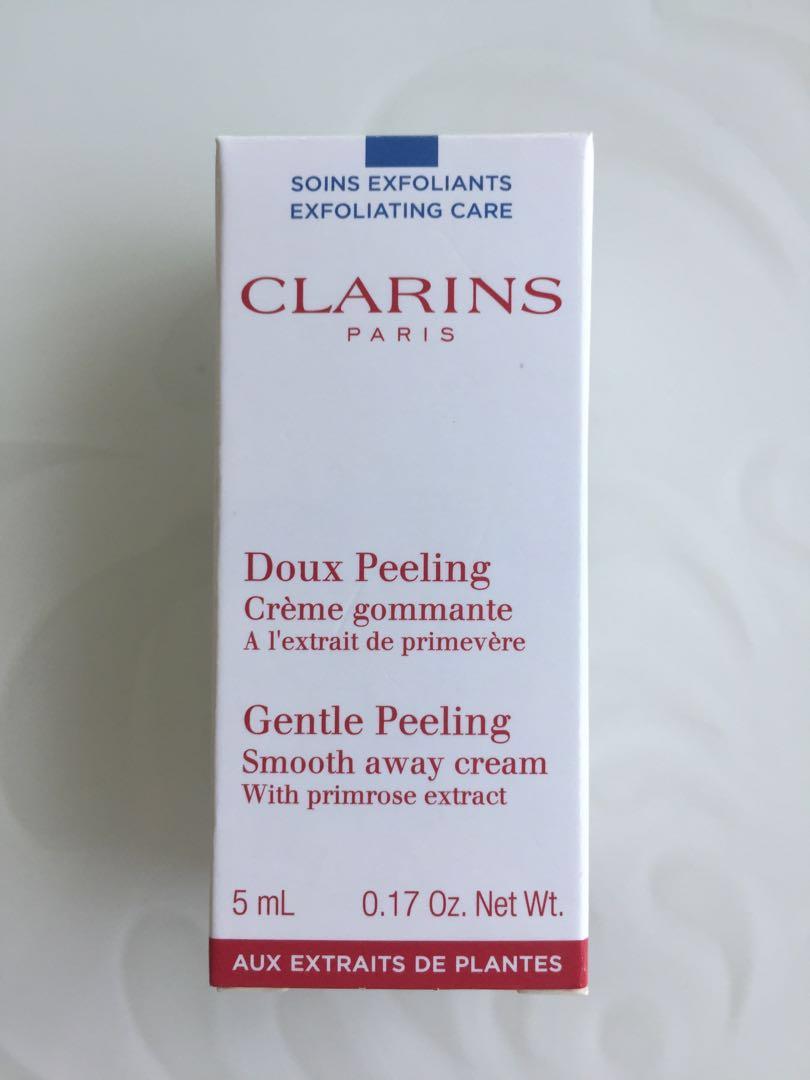 SOINS EXFOLIANTS
EXFOLIATING CARE
CLARINS
PARIS
Doux Peeling
Crème gommante
A l'extrait de primevère
Gentle Peeling
Smooth away cream
With primrose extract
5 mL 0.17 Oz. Net Wt.
AUX EXTRAITS DE PLANTES